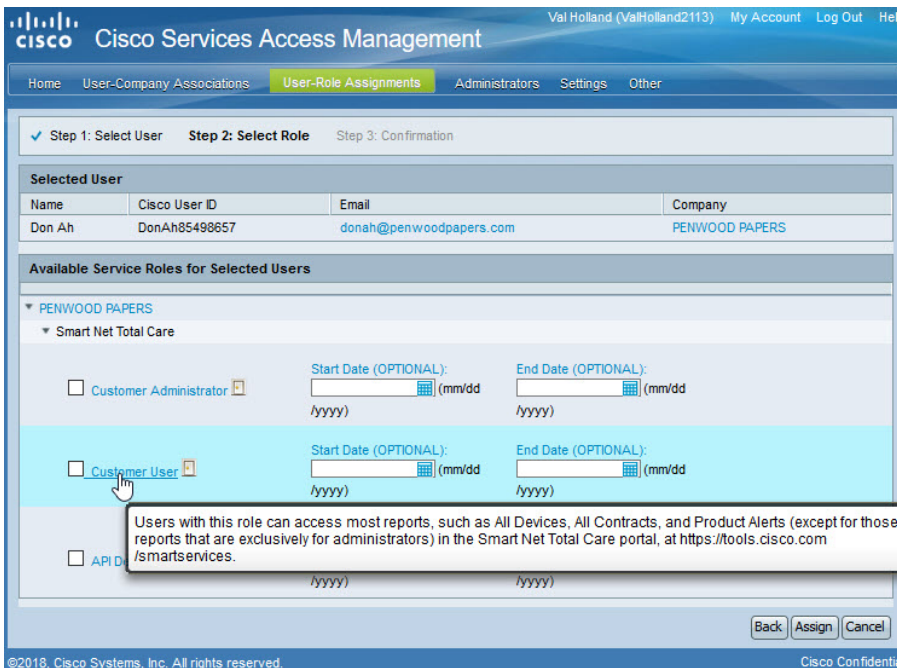 Val Holland (ValHolland2113) My Account Log Out Hel
CISCO Cisco Services Access Management
Home User-Company Associations User-Role Assignments Administrators Settings Other
Step 1: Select User Step 2: Select Role Step 3: Confirmation
Selected User
Name Cisco User ID Email Company
Don Ah DonAh85498657 donah@penwoodpapers.com PENWOOD PAPERS
Available Service Roles for Selected Users
PENWOOD PAPERS
Smart Net Total Care
Start Date (OPTIONAL): End Date (OPTIONAL):
Customer Administrator (mm/dd (mm/dd
/yyyy) /yyyy)
Start Date (OPTIONAL): End Date (OPTIONAL):
Customer User (mm/dd (mm/dd
/yyyy) /yyyy)
Users with this role can access most reports, such as All Devices, All Contracts, and Product Alerts (except for those
reports that are exclusively for administrators) in the Smart Net Total Care portal, at https://tools.cisco.com
/smartservices.
API De
/yyyy) /yyyy)
Back Assign Cancel
©2018, Cisco Systems, Inc. All rights reserved. Cisco Confidentia